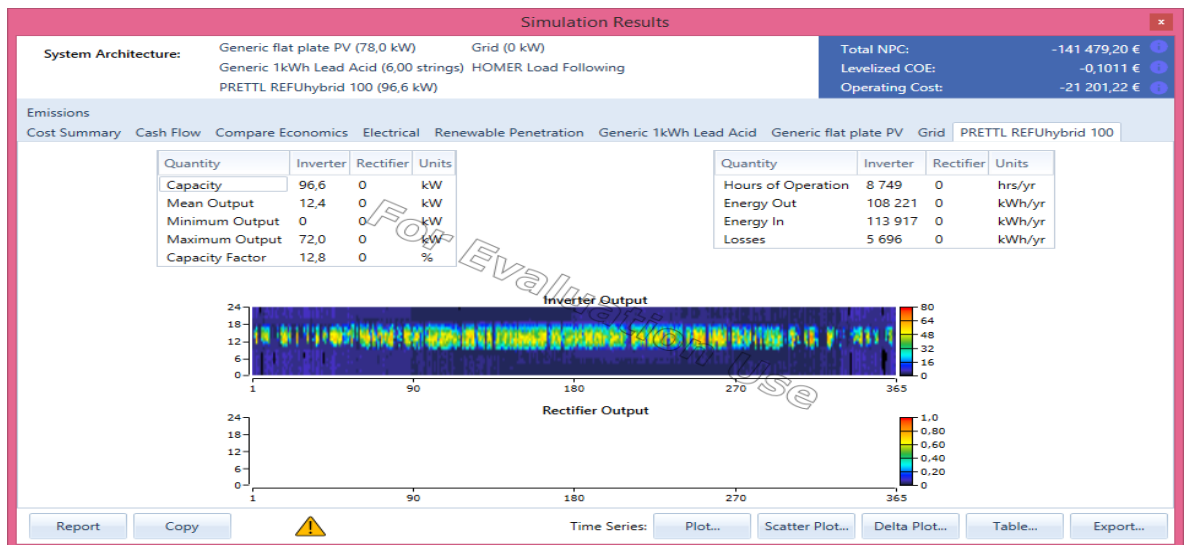 Simulation Results
x
System Architecture:
Generic flat plate PV (78,0 kW)
Grid (0 kW)
Generic 1kWh Lead Acid (6,00 strings)
HOMER Load Following
PRETTL REFUhybrid 100 (96,6 kW)
Total NPC: -141 479,20 €
Levelized COE: -0,1011 €
Operating Cost: -21 201,22 €
Emissions
Cost Summary Cash Flow Compare Economics Electrical Renewable Penetration Generic 1kWh Lead Acid Generic flat plate PV Grid PRETTL REFUhybrid 100
Quantity Inverter Rectifier Units
Capacity 96,6 0 kW
Mean Output 12,4 0 kW
Minimum Output 0 0 kW
Maximum Output 72,0 0 kW
Capacity Factor 12,8 0 %
Quantity Inverter Rectifier Units
Hours of Operation 8 749 0 hrs/yr
Energy Out 108 221 0 kWh/yr
Energy In 113 917 0 kWh/yr
Losses 5 696 0 kWh/yr
For Evaluation Use
Inverter Output
24
18
12
6
0
1 90 180 270 365
80
64
48
32
16
0
Rectifier Output
24
18
12
6
0
1 90 180 270 365
1,0
0,80
0,60
0,40
0,20
0
Report Copy Time Series: Plot... Scatter Plot... Delta Plot... Table... Export...